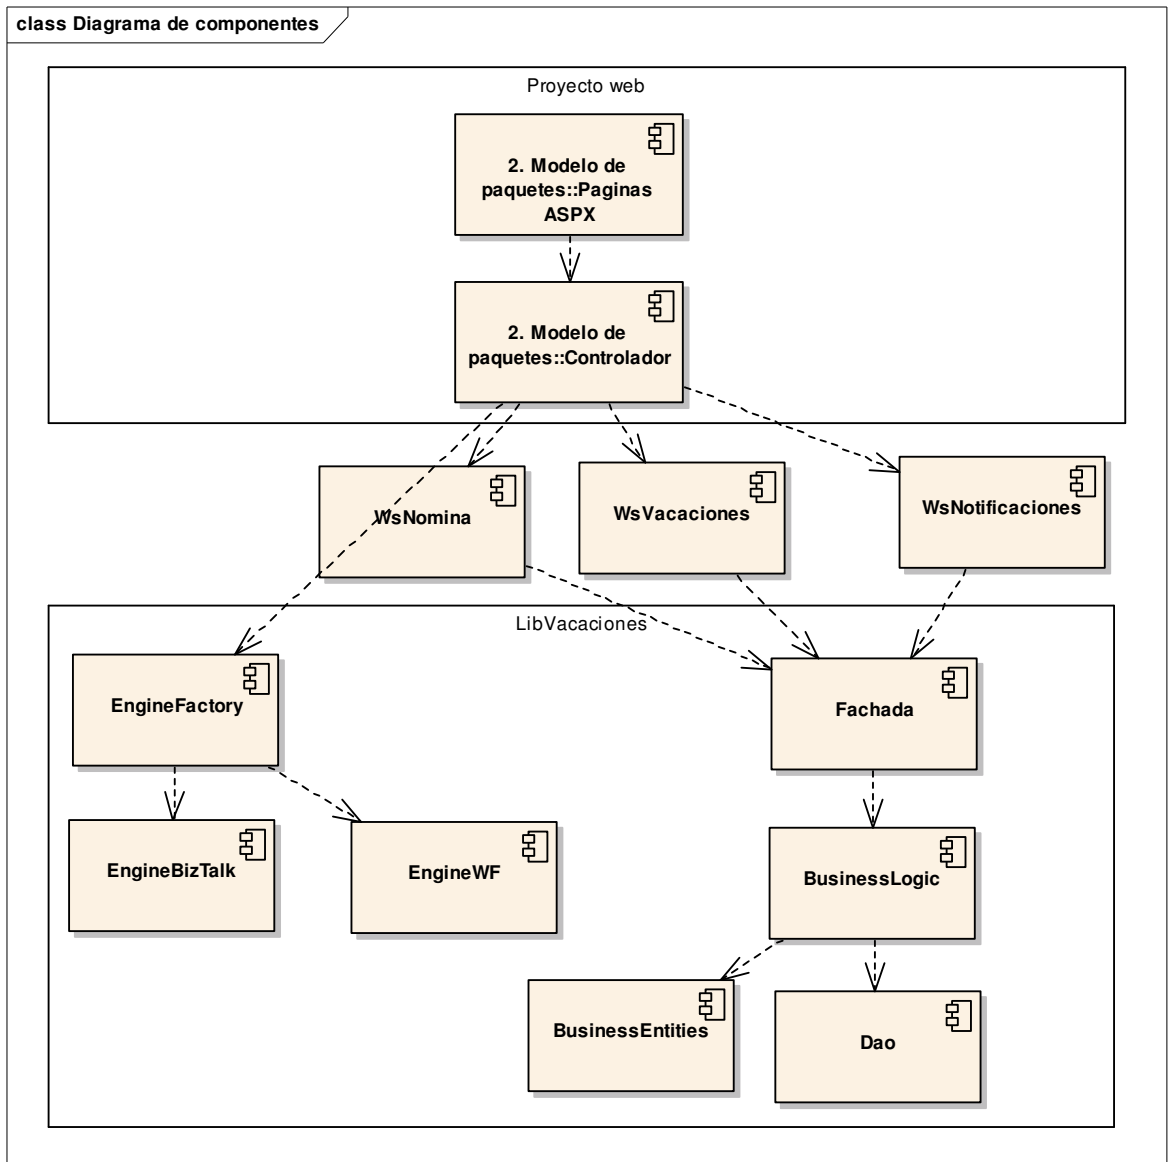 class Diagrama de componentes
Proyecto web
2. Modelo de
paquetes::Paginas
ASPX
2. Modelo de
paquetes::Controlador
WsNomina
WsVacaciones
WsNotificaciones
LibVacaciones
EngineFactory
Fachada
EngineBizTalk
EngineWF
BusinessLogic
BusinessEntities
Dao